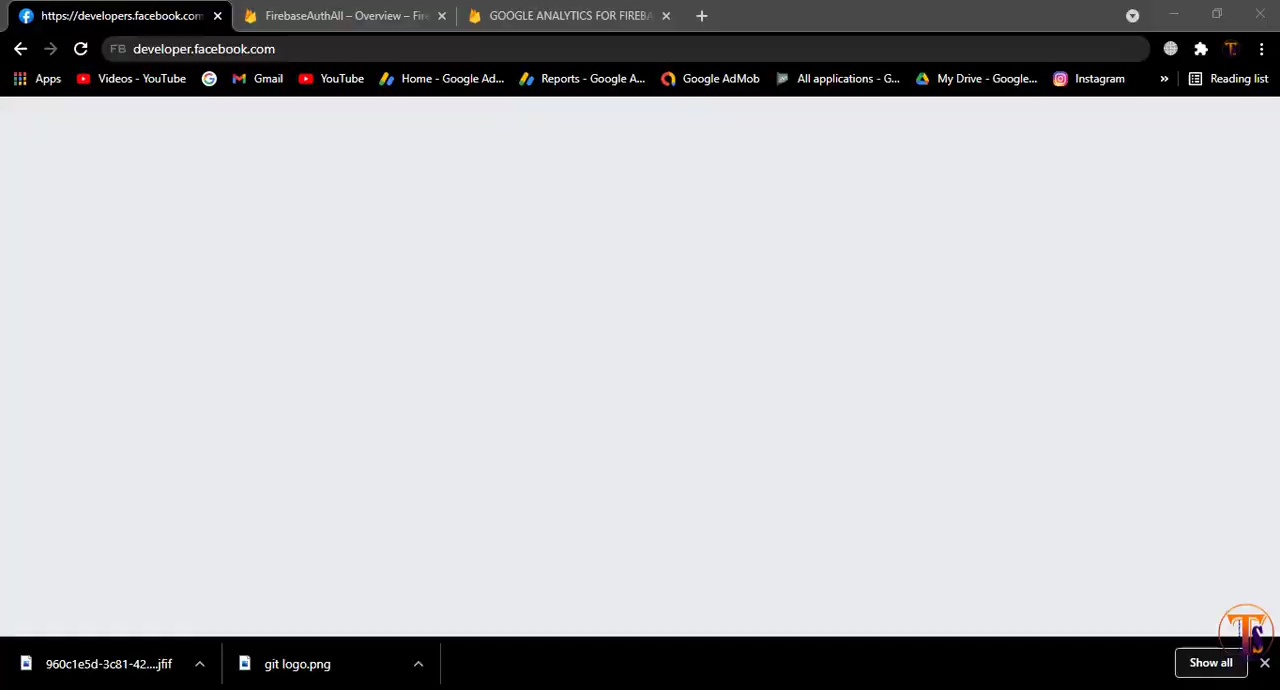 https://developers.facebook.com
FirebaseAuthAll – Overview – Fire
GOOGLE ANALYTICS FOR FIREBA
FB developer.facebook.com
Apps
Videos - YouTube
Gmail
YouTube
Home - Google Ad...
Reports - Google A...
Google AdMob
All applications - G...
My Drive - Google...
Instagram
»
Reading list
TS
960c1e5d-3c81-42....jfif
git logo.png
Show all